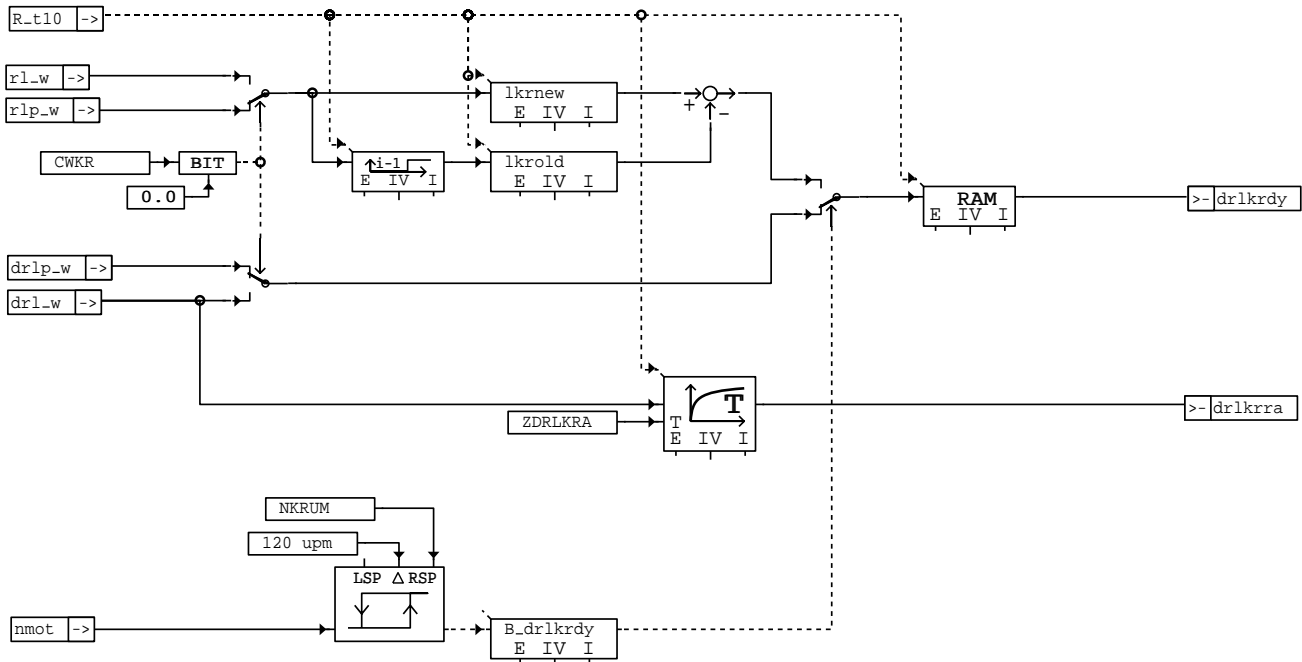 R_t10 ->
rl_w ->
rlp_w ->
lkrnew
E IV I
+
−
CWKR
BIT
i-1
E IV I
lkrold
E IV I
0.0
RAM
E IV I
>- drlkrdy
drlp_w ->
drl_w ->
T
T
E IV I
>- drlkrra
ZDRLKRA
NKRUM
120 upm
LSP Δ RSP
nmot ->
B_drlkrdy
E IV I